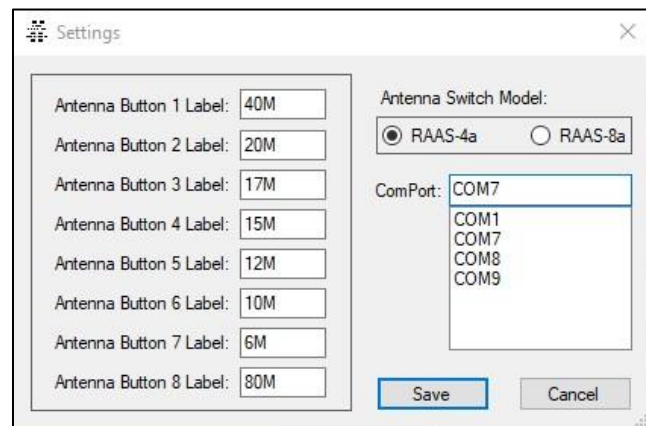 Settings
Antenna Button 1 Label: 40M
Antenna Button 2 Label: 20M
Antenna Button 3 Label: 17M
Antenna Button 4 Label: 15M
Antenna Button 5 Label: 12M
Antenna Button 6 Label: 10M
Antenna Button 7 Label: 6M
Antenna Button 8 Label: 80M
Antenna Switch Model:
RAAS-4a RAAS-8a
ComPort: COM7
COM1
COM7
COM8
COM9
Save Cancel